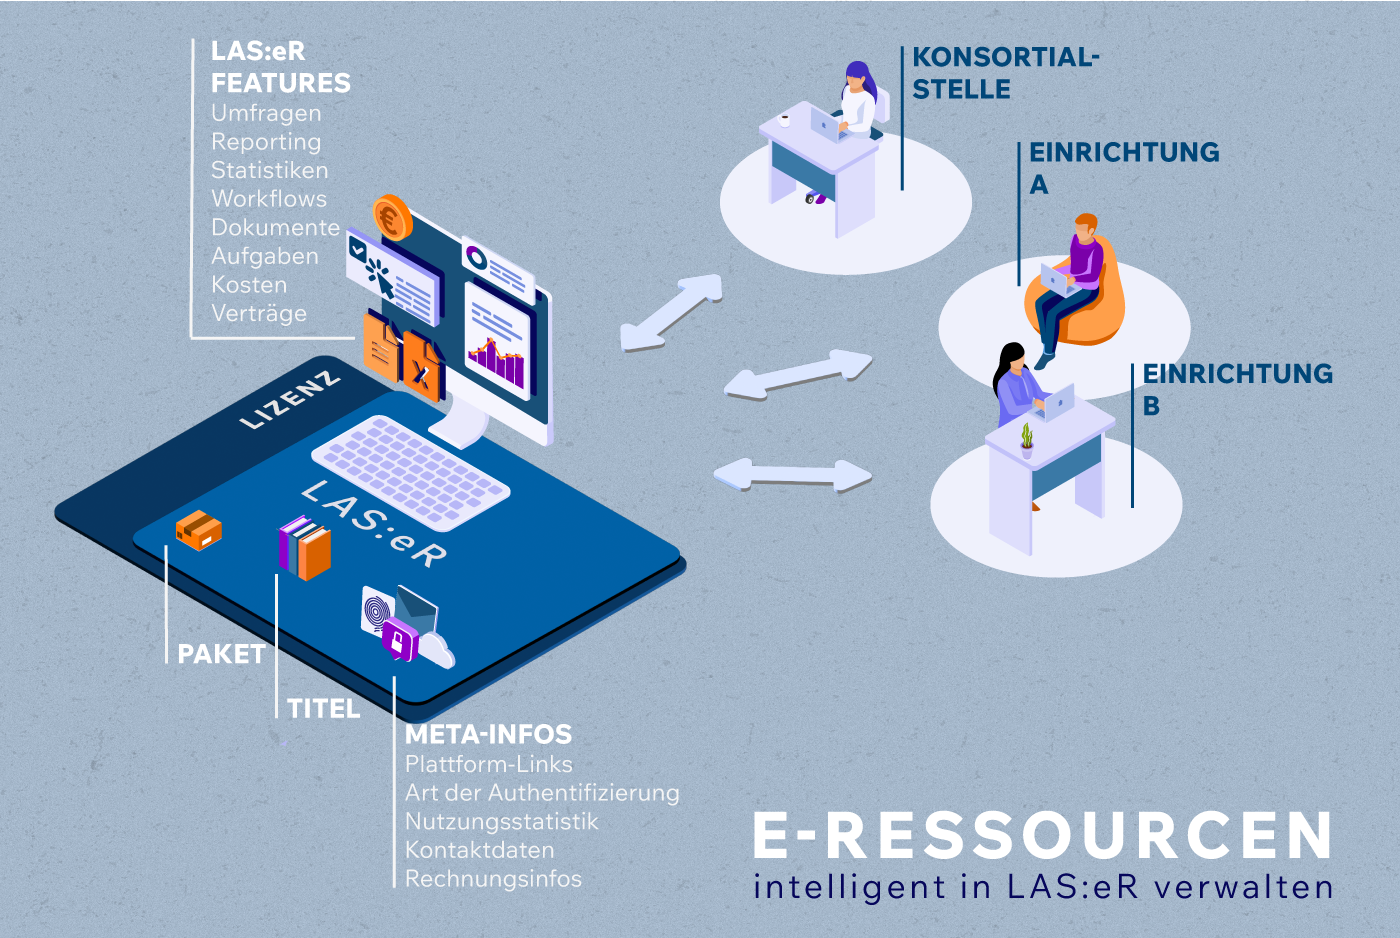 LAS:eR
FEATURES
Umfragen
Reporting
Statistiken
Workflows
Dokumente
Aufgaben
Kosten
Verträge
KONSORTIAL-
STELLE
EINRICHTUNG
A
EINRICHTUNG
B
€
X
LIZENZ
LAS:eR
PAKET
TITEL
META-INFOS
Plattform-Links
Art der Authentifizierung
Nutzungsstatistik
Kontaktdaten
Rechnungsinfos
E-RESSOURCEN
intelligent in LAS:eR verwalten